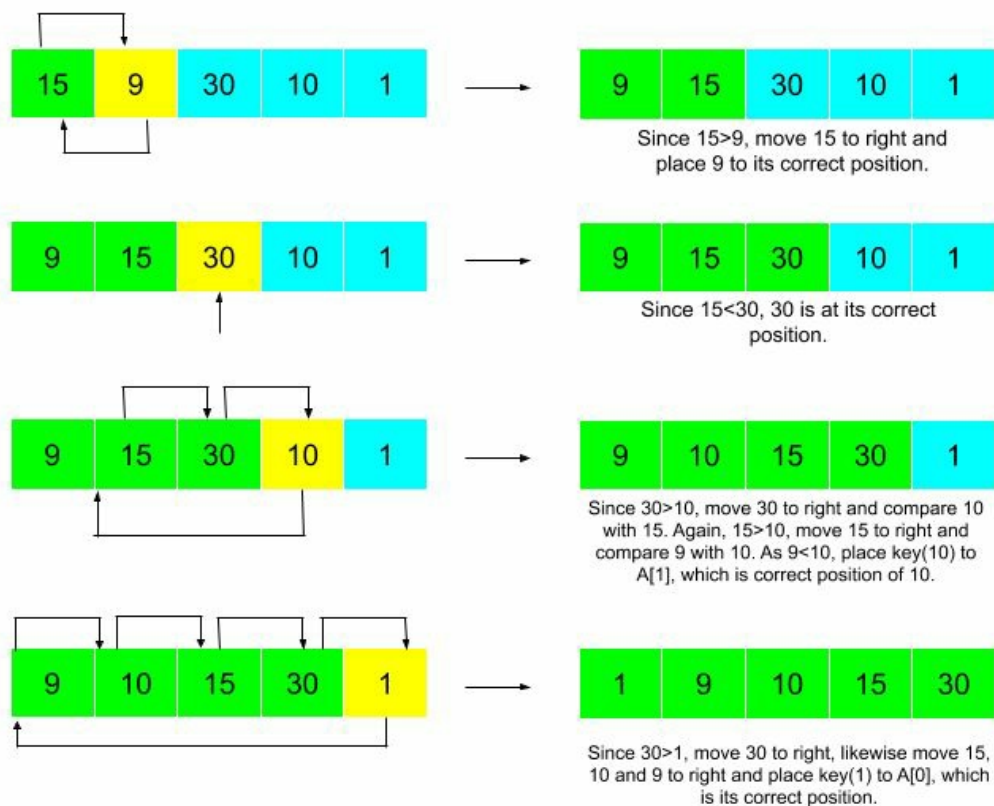 15 9 30 10 1
9 15 30 10 1
Since 15>9, move 15 to right and
place 9 to its correct position.
9 15 30 10 1
9 15 30 10 1
Since 15<30, 30 is at its correct
position.
9 15 30 10 1
9 10 15 30 1
Since 30>10, move 30 to right and compare 10
with 15. Again, 15>10, move 15 to right and
compare 9 with 10. As 9<10, place key(10) to
A[1], which is correct position of 10.
9 10 15 30 1
1 9 10 15 30
Since 30>1, move 30 to right, likewise move 15,
10 and 9 to right and place key(1) to A[0], which
is its correct position.